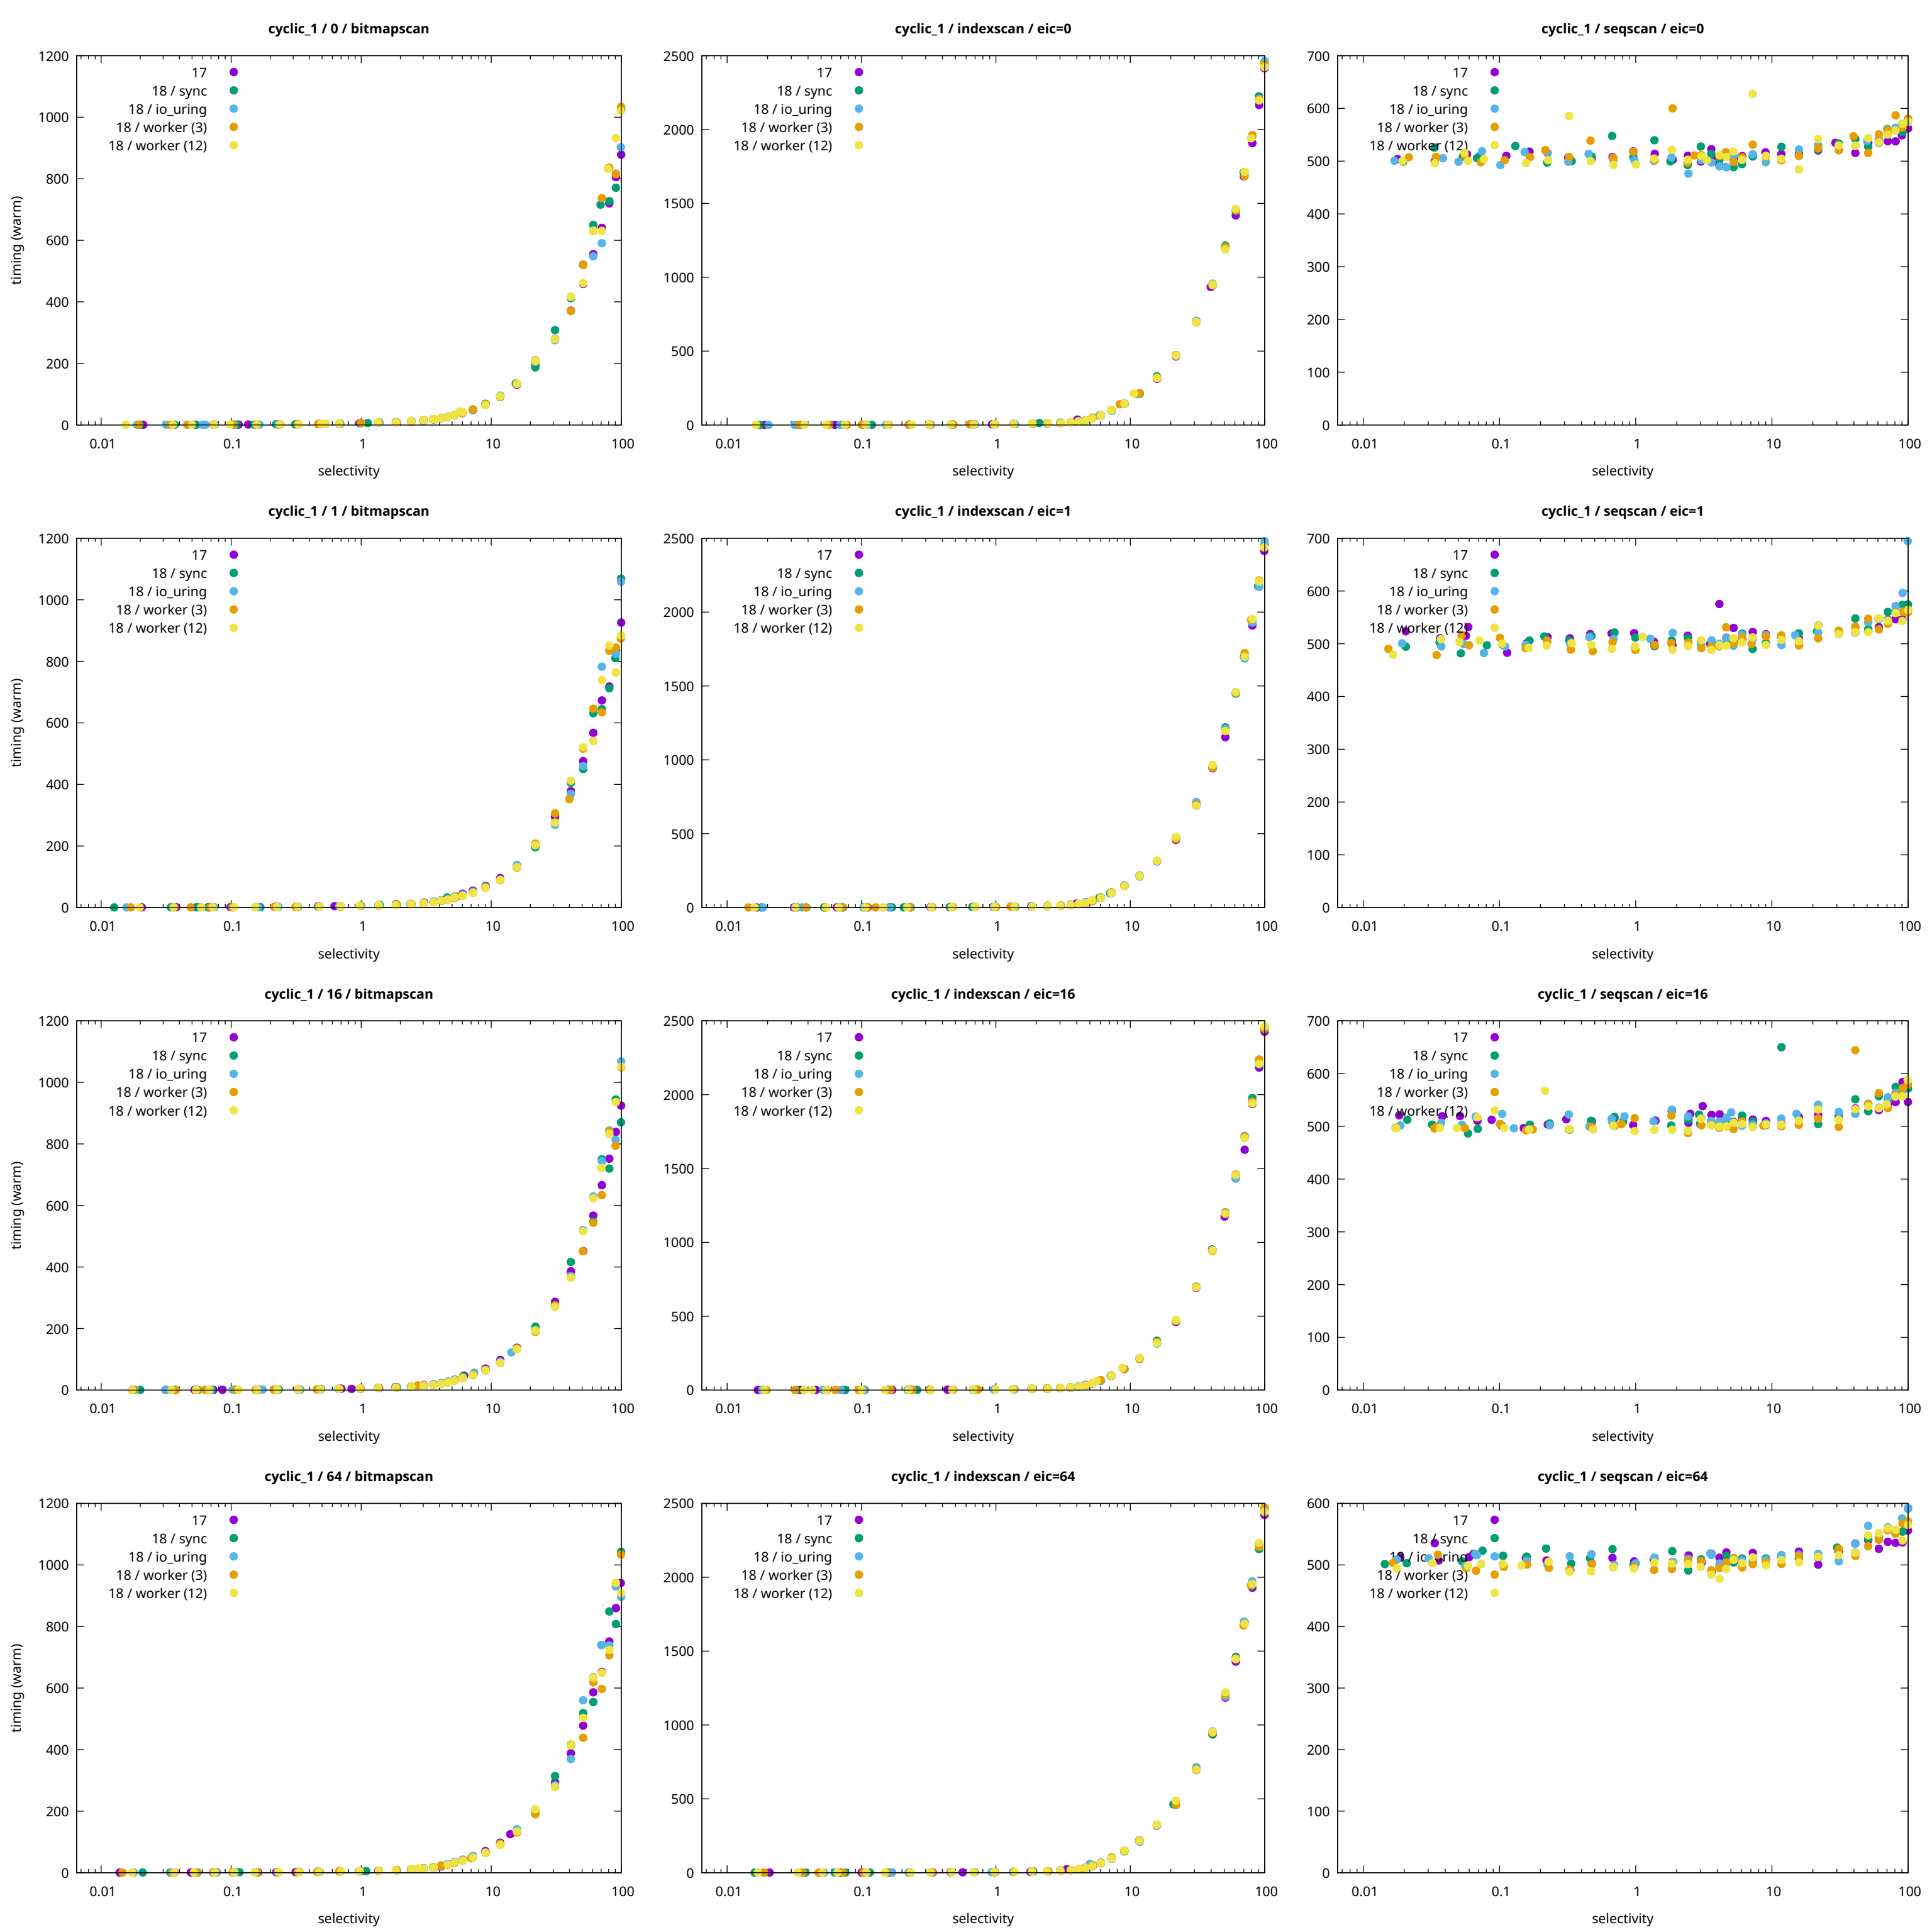 cyclic_1 / 0 / bitmapscan
timing (warm)
1200
1000
800
600
400
200
0
17
18 / sync
18 / io_uring
18 / worker (3)
18 / worker (12)
0.01 0.1 1 10 100
selectivity
cyclic_1 / indexscan / eic=0
2500
2000
1500
1000
500
0
17
18 / sync
18 / io_uring
18 / worker (3)
18 / worker (12)
0.01 0.1 1 10 100
selectivity
cyclic_1 / seqscan / eic=0
700
600
500
400
300
200
100
0
17
18 / sync
18 / io_uring
18 / worker (3)
18 / worker (12)
0.01 0.1 1 10 100
selectivity
cyclic_1 / 1 / bitmapscan
timing (warm)
1200
1000
800
600
400
200
0
17
18 / sync
18 / io_uring
18 / worker (3)
18 / worker (12)
0.01 0.1 1 10 100
selectivity
cyclic_1 / indexscan / eic=1
2500
2000
1500
1000
500
0
17
18 / sync
18 / io_uring
18 / worker (3)
18 / worker (12)
0.01 0.1 1 10 100
selectivity
cyclic_1 / seqscan / eic=1
700
600
500
400
300
200
100
0
17
18 / sync
18 / io_uring
18 / worker (3)
18 / worker (12)
0.01 0.1 1 10 100
selectivity
cyclic_1 / 16 / bitmapscan
timing (warm)
1200
1000
800
600
400
200
0
17
18 / sync
18 / io_uring
18 / worker (3)
18 / worker (12)
0.01 0.1 1 10 100
selectivity
cyclic_1 / indexscan / eic=16
2500
2000
1500
1000
500
0
17
18 / sync
18 / io_uring
18 / worker (3)
18 / worker (12)
0.01 0.1 1 10 100
selectivity
cyclic_1 / seqscan / eic=16
700
600
500
400
300
200
100
0
17
18 / sync
18 / io_uring
18 / worker (3)
18 / worker (12)
0.01 0.1 1 10 100
selectivity
cyclic_1 / 64 / bitmapscan
timing (warm)
1200
1000
800
600
400
200
0
17
18 / sync
18 / io_uring
18 / worker (3)
18 / worker (12)
0.01 0.1 1 10 100
selectivity
cyclic_1 / indexscan / eic=64
2500
2000
1500
1000
500
0
17
18 / sync
18 / io_uring
18 / worker (3)
18 / worker (12)
0.01 0.1 1 10 100
selectivity
cyclic_1 / seqscan / eic=64
600
500
400
300
200
100
0
17
18 / sync
18 / io_uring
18 / worker (3)
18 / worker (12)
0.01 0.1 1 10 100
selectivity